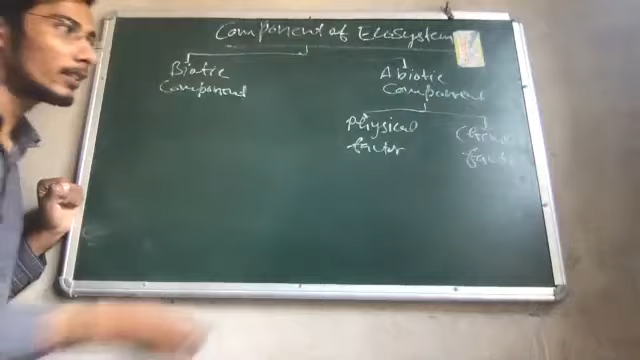 Component of Ecosystem
Biotic
Component
Abiotic
Component
Physical
factor